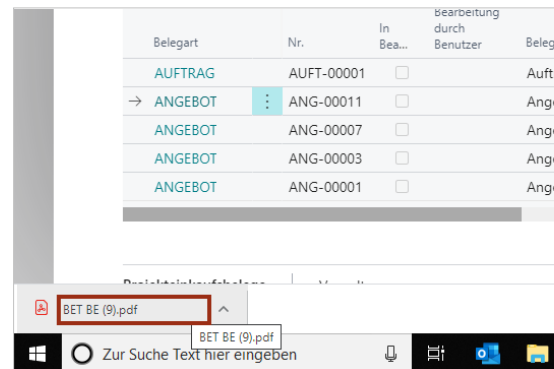 Bearbeitung
In durch
Belegart Nr. Bea... Benutzer Beleg
AUFTRAG AUFT-00001 Auft
→ ANGEBOT ANG-00011 Ange
ANGEBOT ANG-00007 Ange
ANGEBOT ANG-00003 Ange
ANGEBOT ANG-00001 Ange
Projekteinkaufsbelege
BET BE (9).pdf
BET BE (9).pdf
Zur Suche Text hier eingeben